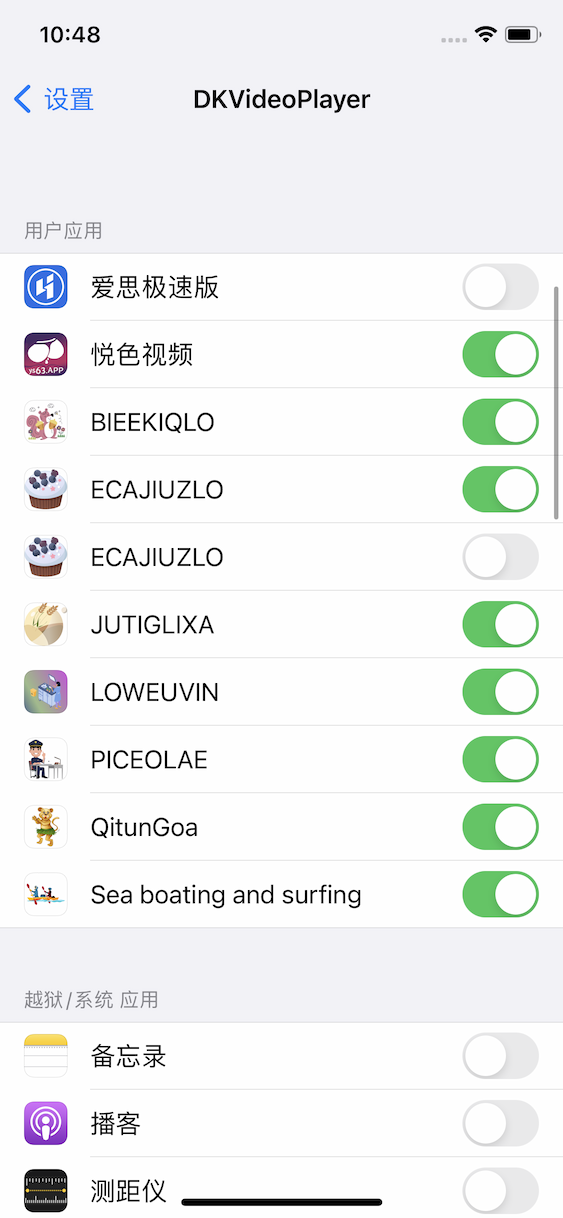 10:48
设置
DKVideoPlayer
用户应用
爱思极速版
悦色视频
ys63.APP
BIEEKIQLO
ECAJIUZLO
ECAJIUZLO
JUTIGLIXA
LOWEUVIN
PICEOLAE
QitunGoa
Sea boating and surfing
越狱/系统 应用
备忘录
播客
测距仪